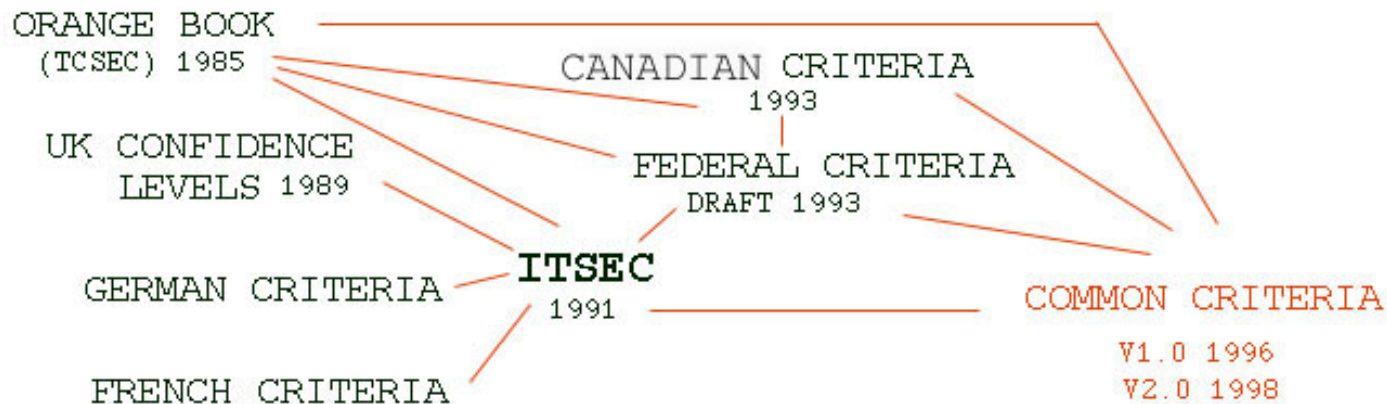 ORANGE BOOK
(TCSEC) 1985
CANADIAN CRITERIA
1993
UK CONFIDENCE
LEVELS 1989
FEDERAL CRITERIA
DRAFT 1993
ITSEC
1991
GERMAN CRITERIA
FRENCH CRITERIA
COMMON CRITERIA
V1.0 1996
V2.0 1998